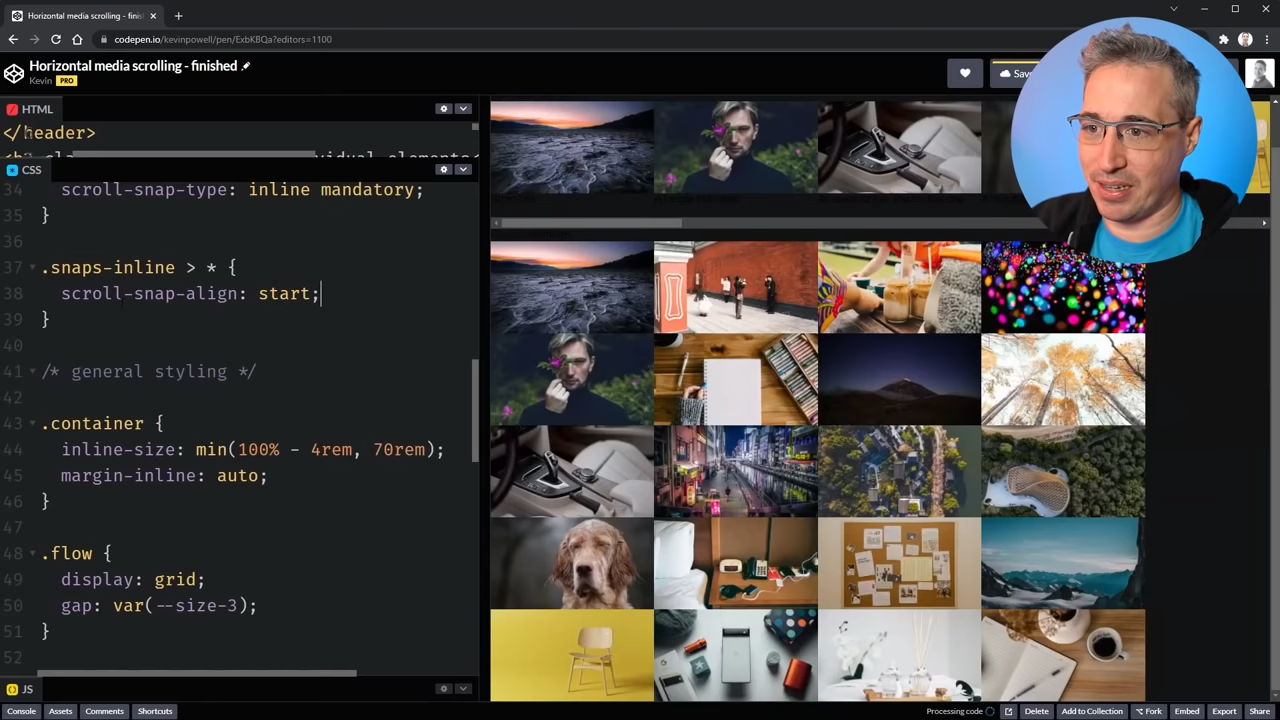 Horizontal media scrolling - finis
codepen.io/kevinpowell/pen/ExbKBQa?editors=1100
Horizontal media scrolling - finished
Kevin PRO
Save
HTML
</header>
CSS
34 scroll-snap-type: inline mandatory;
35 }
36
37 .snaps-inline > * {
38 scroll-snap-align: start;
39 }
40
41 /* general styling */
42
43 .container {
44 inline-size: min(100% - 4rem, 70rem);
45 margin-inline: auto;
46 }
47
48 .flow {
49 display: grid;
50 gap: var(--size-3);
51 }
52
JS
Console Assets Comments Shortcuts
Processing code Delete Add to Collection Fork Embed Export Share